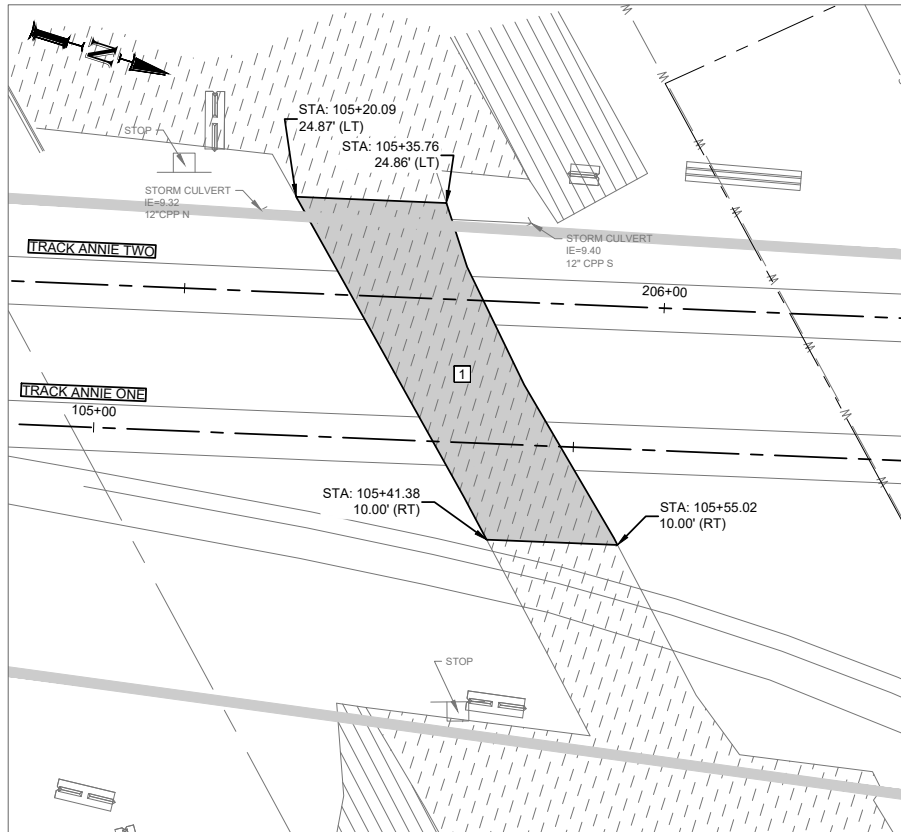 N
W
STA: 105+20.09
24.87' (LT)
STOP
STA: 105+35.76
24.86' (LT)
W
STORM CULVERT
IE=9.32
12"CPP N
W
STORM CULVERT
IE=9.40
12" CPP S
TRACK ANNIE TWO
W
206+00
W
1
TRACK ANNIE ONE
105+00
W
STA: 105+41.38
10.00' (RT)
STA: 105+55.02
10.00' (RT)
W
STOP